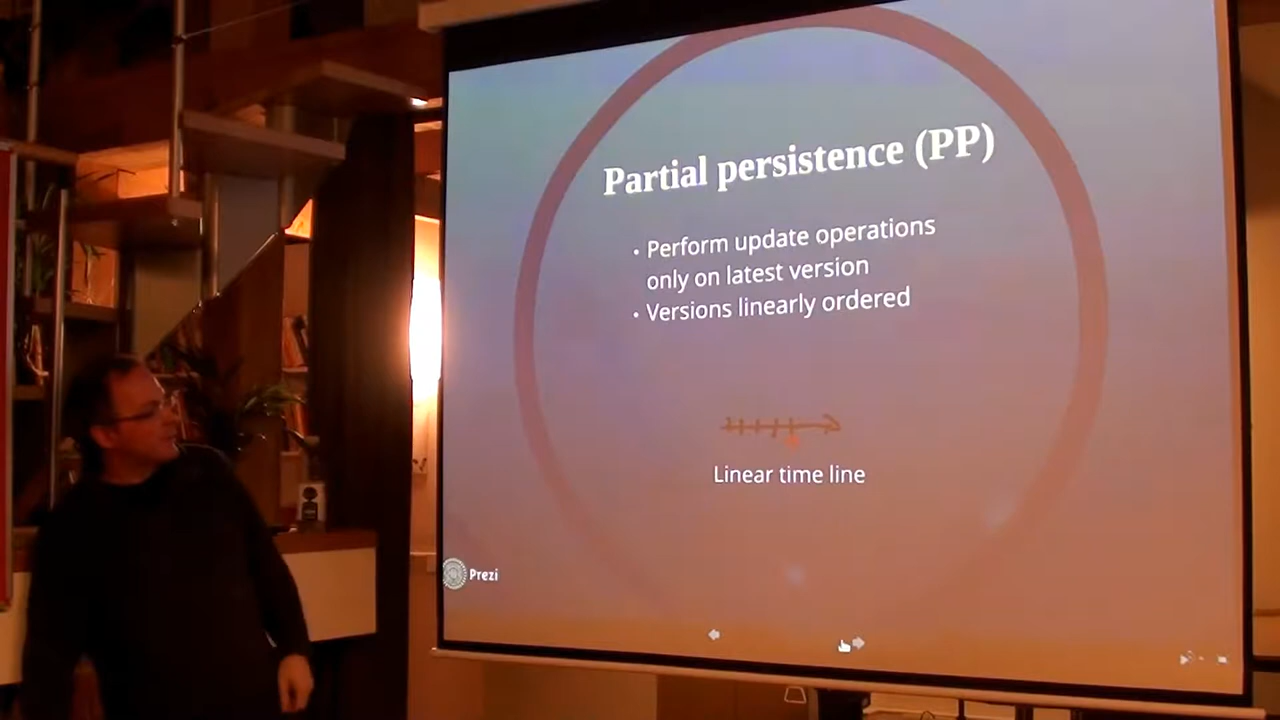 Partial persistence (PP)
· Perform update operations
only on latest version
· Versions linearly ordered
Linear time line
Prezi